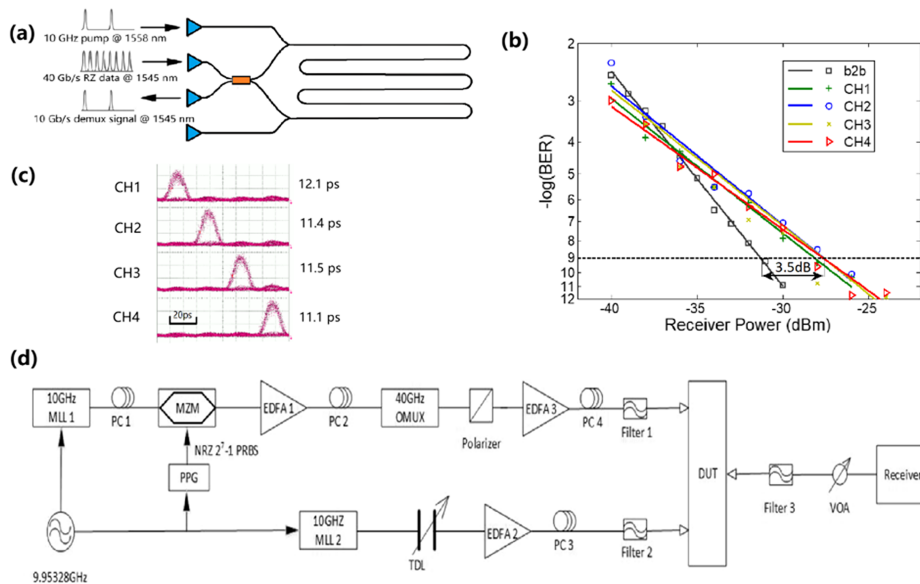 (a)
10 GHz pump @ 1558 nm
40 Gb/s RZ data @ 1545 nm
10 Gb/s demux signal @ 1545 nm
(b)
2
3
4
5
6
7
8
9
10
11
12
-log(BER)
b2b
CH1
CH2
CH3
CH4
3.5dB
-40 -35 -30 -25
Receiver Power (dBm)
(c)
CH1 12.1 ps
CH2 11.4 ps
CH3 11.5 ps
CH4 11.1 ps
20ps
(d)
10GHz
MLL 1
PC 1
MZM
EDFA 1
PC 2
40GHz
OMUX
Polarizer
EDFA 3
PC 4
Filter 1
NRZ 2⁷-1 PRBS
PPG
DUT
Filter 3
VOA
Receiver
9.95328GHz
10GHZ
MLL 2
TDL
EDFA 2
PC 3
Filter 2